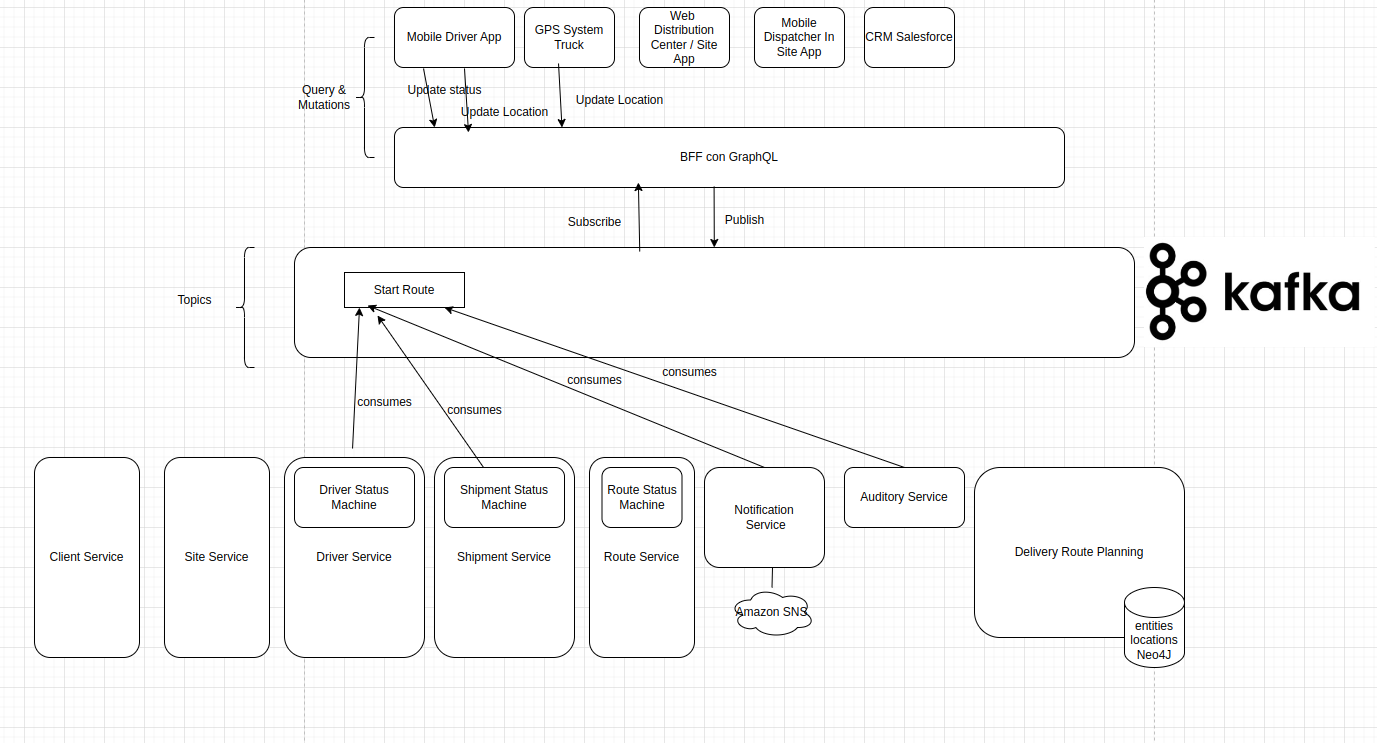 Mobile Driver App
GPS System
Truck
Web
Distribution
Center / Site
App
Mobile
Dispatcher In
Site App
CRM Salesforce
Query &
Mutations
Update status
Update Location
Update Location
BFF con GraphQL
Subscribe
Publish
Topics
Start Route
kafka
consumes
consumes
consumes
consumes
Client Service
Site Service
Driver Status
Machine
Driver Service
Shipment Status
Machine
Shipment Service
Route Status
Machine
Route Service
Notification
Service
Amazon SNS
Auditory Service
Delivery Route Planning
entities
locations
Neo4J